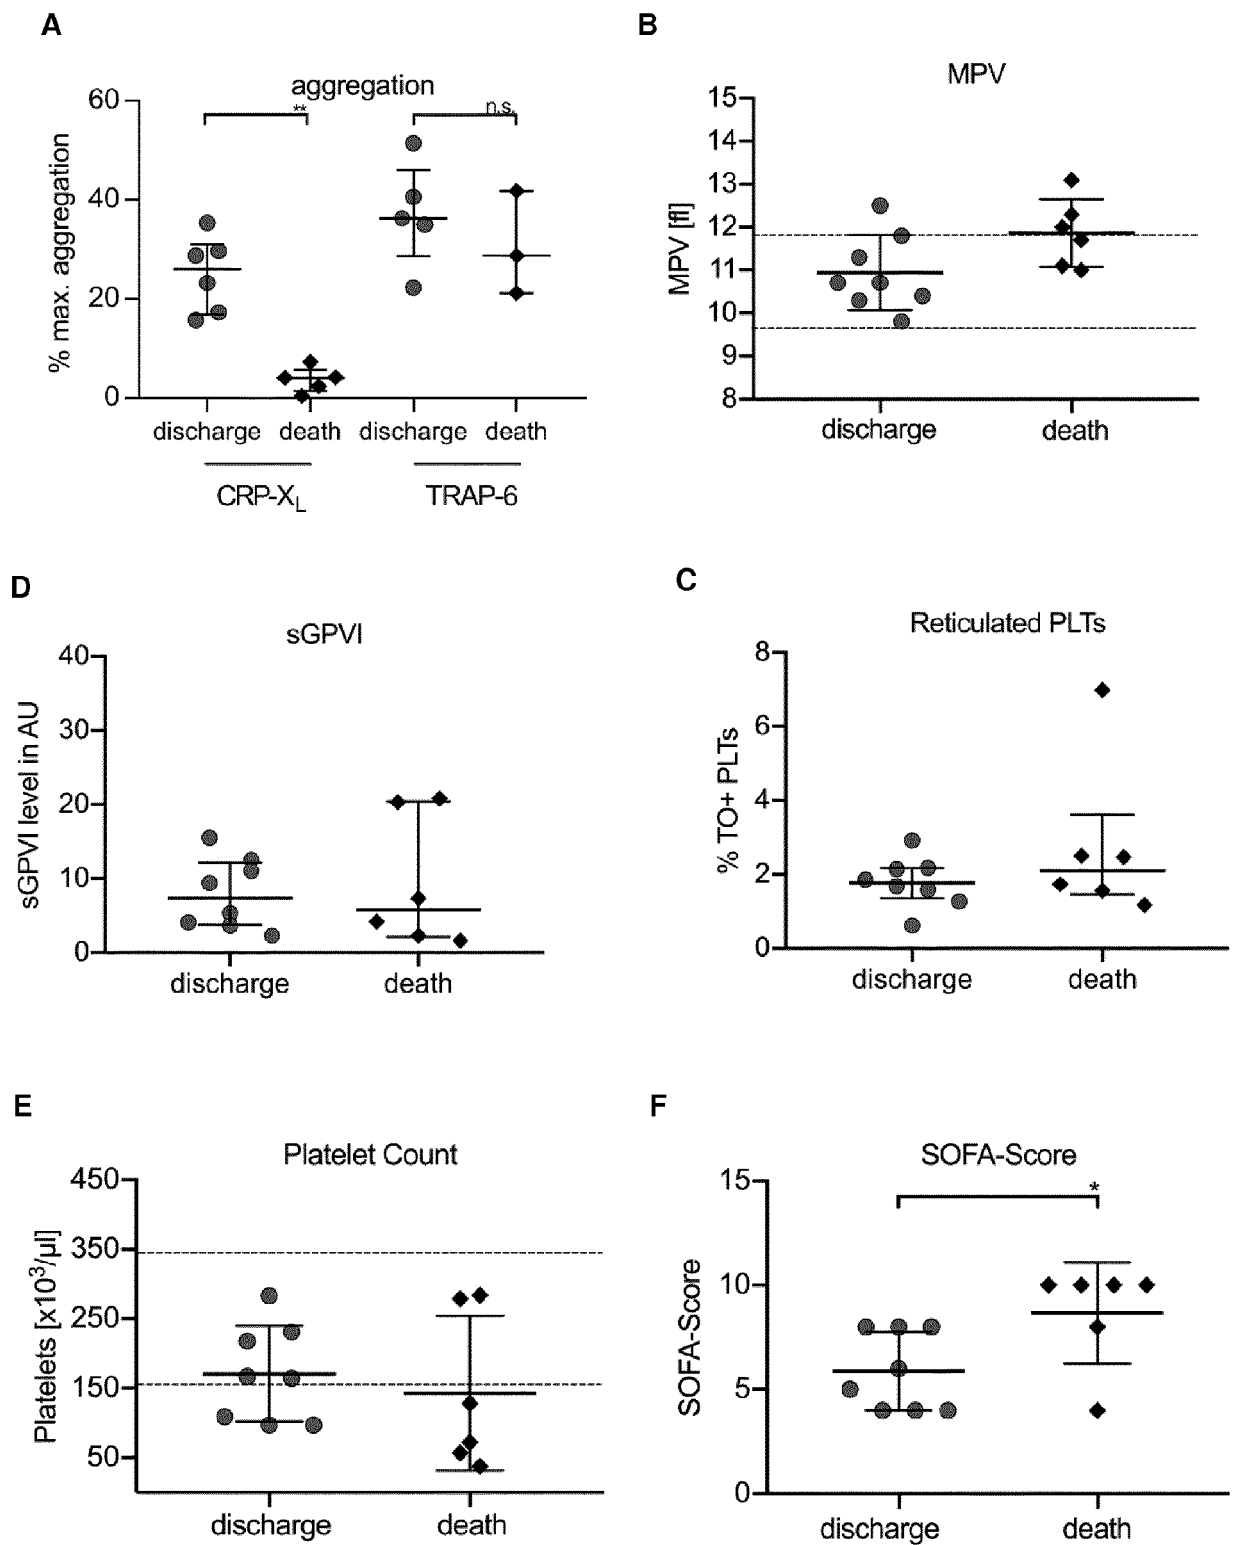 A
aggregation
**
n.s.
60
40
20
0
% max. aggregation
discharge death discharge death
CRP-XL
TRAP-6
B
MPV
15
14
13
12
11
10
9
8
MPV [fl]
discharge
death
D
sGPVI
40
30
20
10
0
sGPVI level in AU
discharge
death
C
Reticulated PLTs
8
6
4
2
0
% TO+ PLTs
discharge
death
E
Platelet Count
450
350
250
150
50
Platelets [x10³/µl]
discharge
death
F
SOFA-Score
*
15
10
5
0
SOFA-Score
discharge
death